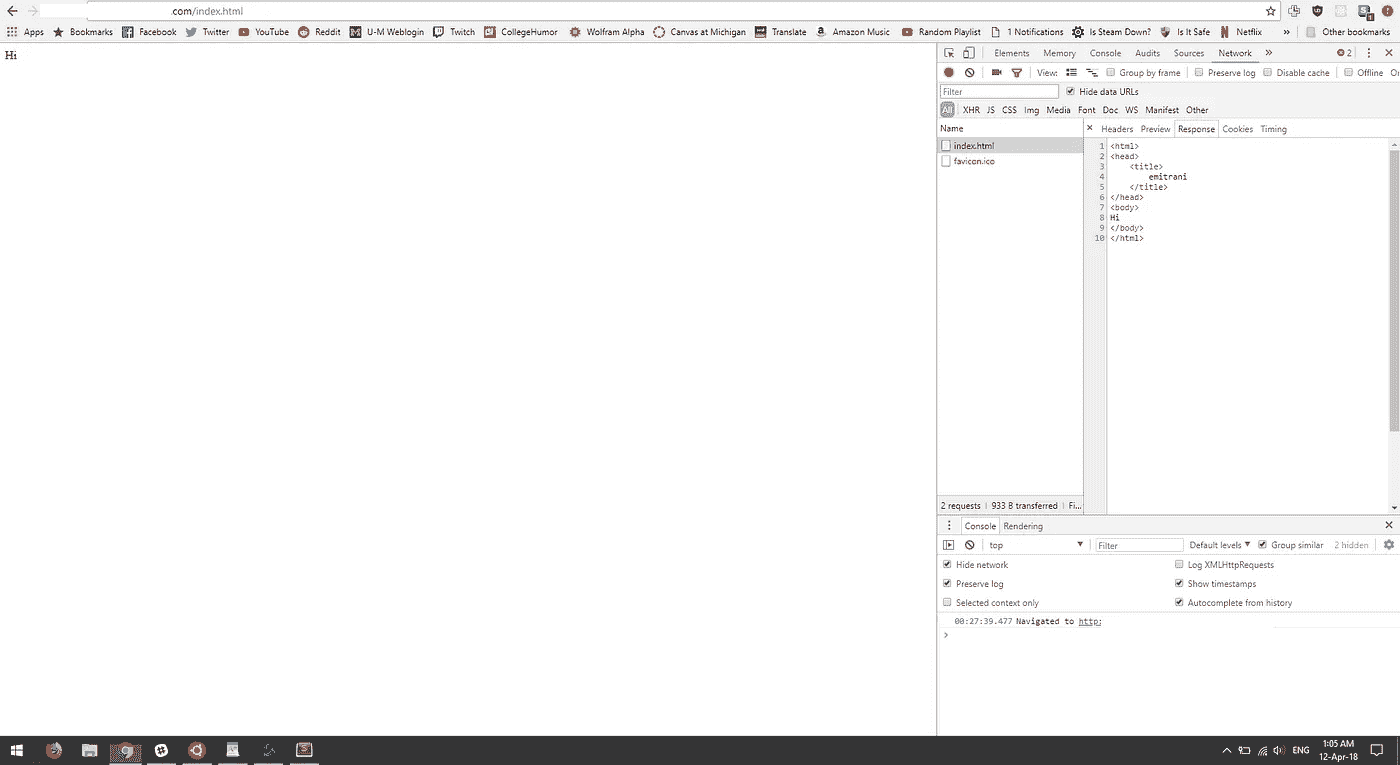 .com/index.html
Apps Bookmarks Facebook Twitter YouTube Reddit U-M Weblogin Twitch CollegeHumor Wolfram Alpha Canvas at Michigan Translate Amazon Music Random Playlist 1 Notifications Is Steam Down? Is It Safe Netflix » Other bookmarks
Hi
Elements Memory Console Audits Sources Network » 2
View: Group by frame Preserve log Disable cache Offline
Filter Hide data URLs
All XHR JS CSS Img Media Font Doc WS Manifest Other
Name
Headers Preview Response Cookies Timing
index.html
favicon.ico
1 <html>
2 <head>
3 <title>
4 emitrani
5 </title>
6 </head>
7 <body>
8 Hi
9 </body>
10 </html>
2 requests | 933 B transferred | Fi...
Console Rendering
top Filter Default levels Group similar 2 hidden
Hide network Log XMLHttpRequests
Preserve log Show timestamps
Selected context only Autocomplete from history
00:27:39.477 Navigated to http:
>
ENG 1:05 AM
12-Apr-18